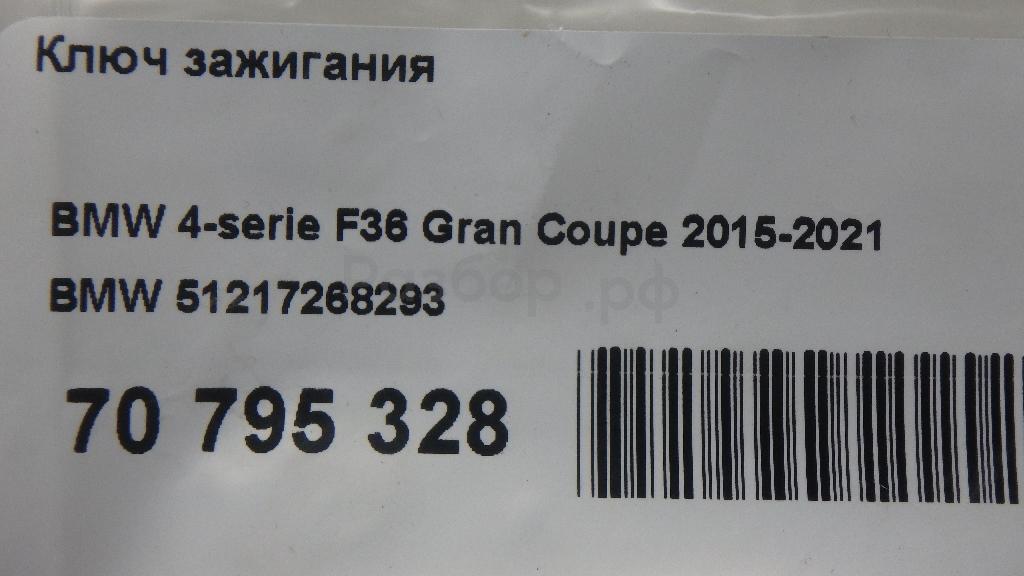 Ключ зажигания
BMW 4-serie F36 Gran Coupe 2015-2021
Разбор.рф
BMW 51217268293
70 795 328